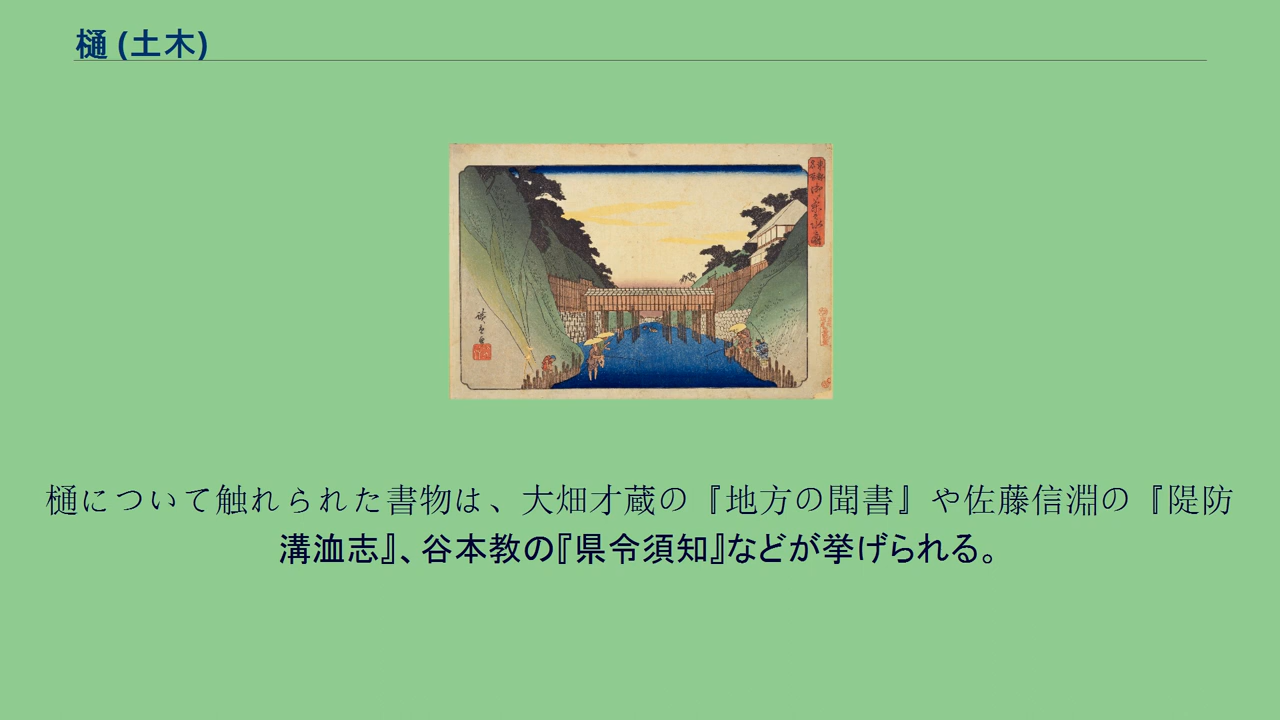 樋 (土木)
樋について触れられた書物は、大畑才蔵の『地方の聞書』や佐藤信淵の『隄防
溝洫志』、谷本教の『県令須知』などが挙げられる。